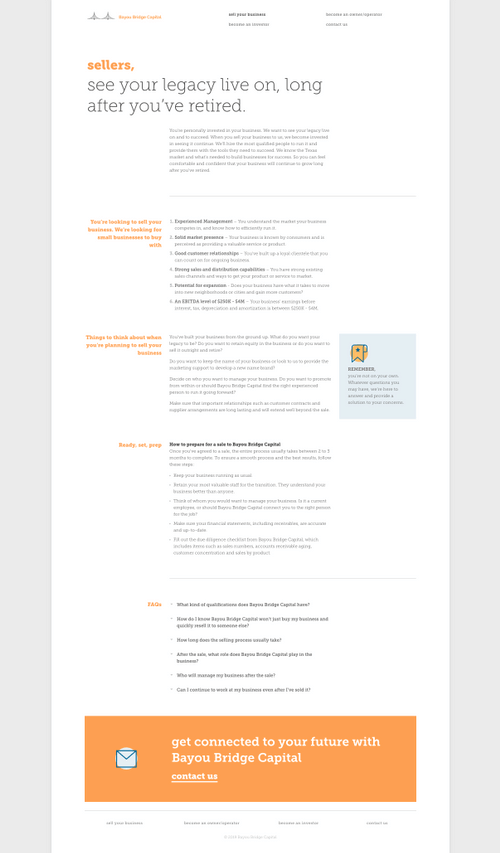 Bayou Bridge Capital
sell your business
become an owner/operator
become an investor
contact us
sellers,
see your legacy live on, long
after you've retired.
You're personally invested in your business. We want to see your legacy live
on and to succeed. When you sell your business to us, we become invested
in seeing it continue. We'll hire the most qualified people to run it and
provide them with the tools they need to succeed. We know the Texas
market and what's needed to build businesses for success. So you can feel
comfortable and confident that your business will continue to grow long
after you've retired.
You're looking to sell your
business. We're looking for
small businesses to buy
with
1. Experienced Management – You understand the market your business
competes in, and know how to efficiently run it.
2. Solid market presence – Your business is known by consumers and is
perceived as providing a valuable service or product
3. Good customer relationships – You've built up a loyal clientele that you
can count on for ongoing business.
4. Strong sales and distribution capabilities – You have strong existing
sales channels and ways to get your product or service to market.
5. Potential for expansion – Does your business have what it takes to move
into new neighborhoods or cities and gain more customers?
6. An EBITDA level of $250K - $4M – Your business' earnings before
interest, tax, depreciation and amortization is between $250K - $4M.
Things to think about when
you're planning to sell your
business
You've built your business from the ground up. What do you want your
legacy to be? Do you want to retain equity in the business or do you want to
sell it outright and retire?
Do you want to keep the name of your business or look to us to provide the
marketing support to develop a new name brand?
Decide on who you want to manage your business. Do you want to promote
from within or should Bayou Bridge Capital find the right experienced
person to run it going forward?
Make sure that important relationships such as customer contracts and
supplier arrangements are long lasting and will extend well beyond the sale.
REMEMBER,
you're not on your own.
Whatever questions you
may have, we're here to
answer and provide a
solution to your concerns.
Ready, set, prep
How to prepare for a sale to Bayou Bridge Capital
Once you've agreed to a sale, the entire process usually takes between 2 to 3
months to complete. To ensure a smooth process and the best results, follow
these steps:
- Keep your business running as usual.
- Retain your most valuable staff for the transition. They understand your
business better than anyone.
- Think of whom you would want to manage your business. Is it a current
employee, or should Bayou Bridge Capital connect you to the right person
for the job?
- Make sure your financial statements, including receivables, are accurate
and up-to-date.
- Fill out the due diligence checklist from Bayou Bridge Capital, which
includes items such as sales numbers, accounts receivable aging,
customer concentration and sales by product.
FAQs
What kind of qualifications does Bayou Bridge Capital have?
How do I know Bayou Bridge Capital won't just buy my business and
quickly resell it to someone else?
How long does the selling process usually take?
After the sale, what role does Bayou Bridge Capital play in the
business?
Who will manage my business after the sale?
Can I continue to work at my business even after I've sold it?
get connected to your future with
Bayou Bridge Capital
contact us
sell your business
become an owner/operator
become an investor
contact us
Bayou Bridge Capital